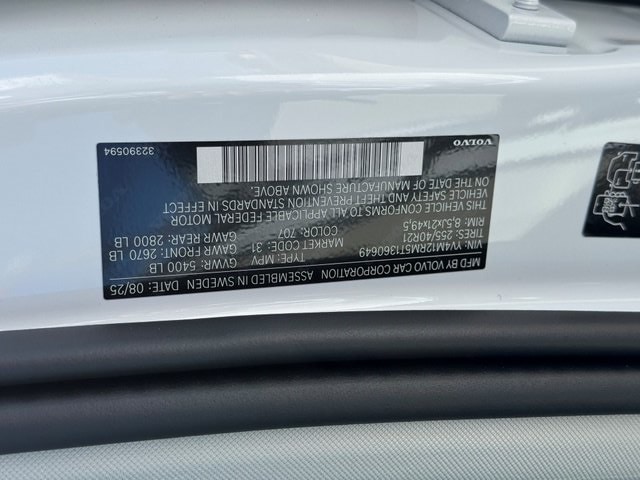 MFD BY VOLVO CAR CORPORATION ASSEMBLED IN SWEDEN 08/25
VIN: YV4M12RM5T1360649 TYPE: MPV GVWR: 5400 LB
TIRES: 255/40R21 MARKET CODE: 31 GAWR FRONT: 2670 LB
RIM: 8,5Jx21x49,5 COLOR: 707 GAWR REAR: 2800 LB
THIS VEHICLE CONFORMS TO ALL APPLICABLE FEDERAL MOTOR
VEHICLE SAFETY AND THEFT PREVENTION STANDARDS IN EFFECT
ON THE DATE OF MANUFACTURE SHOWN ABOVE.
VOLVO 32390594